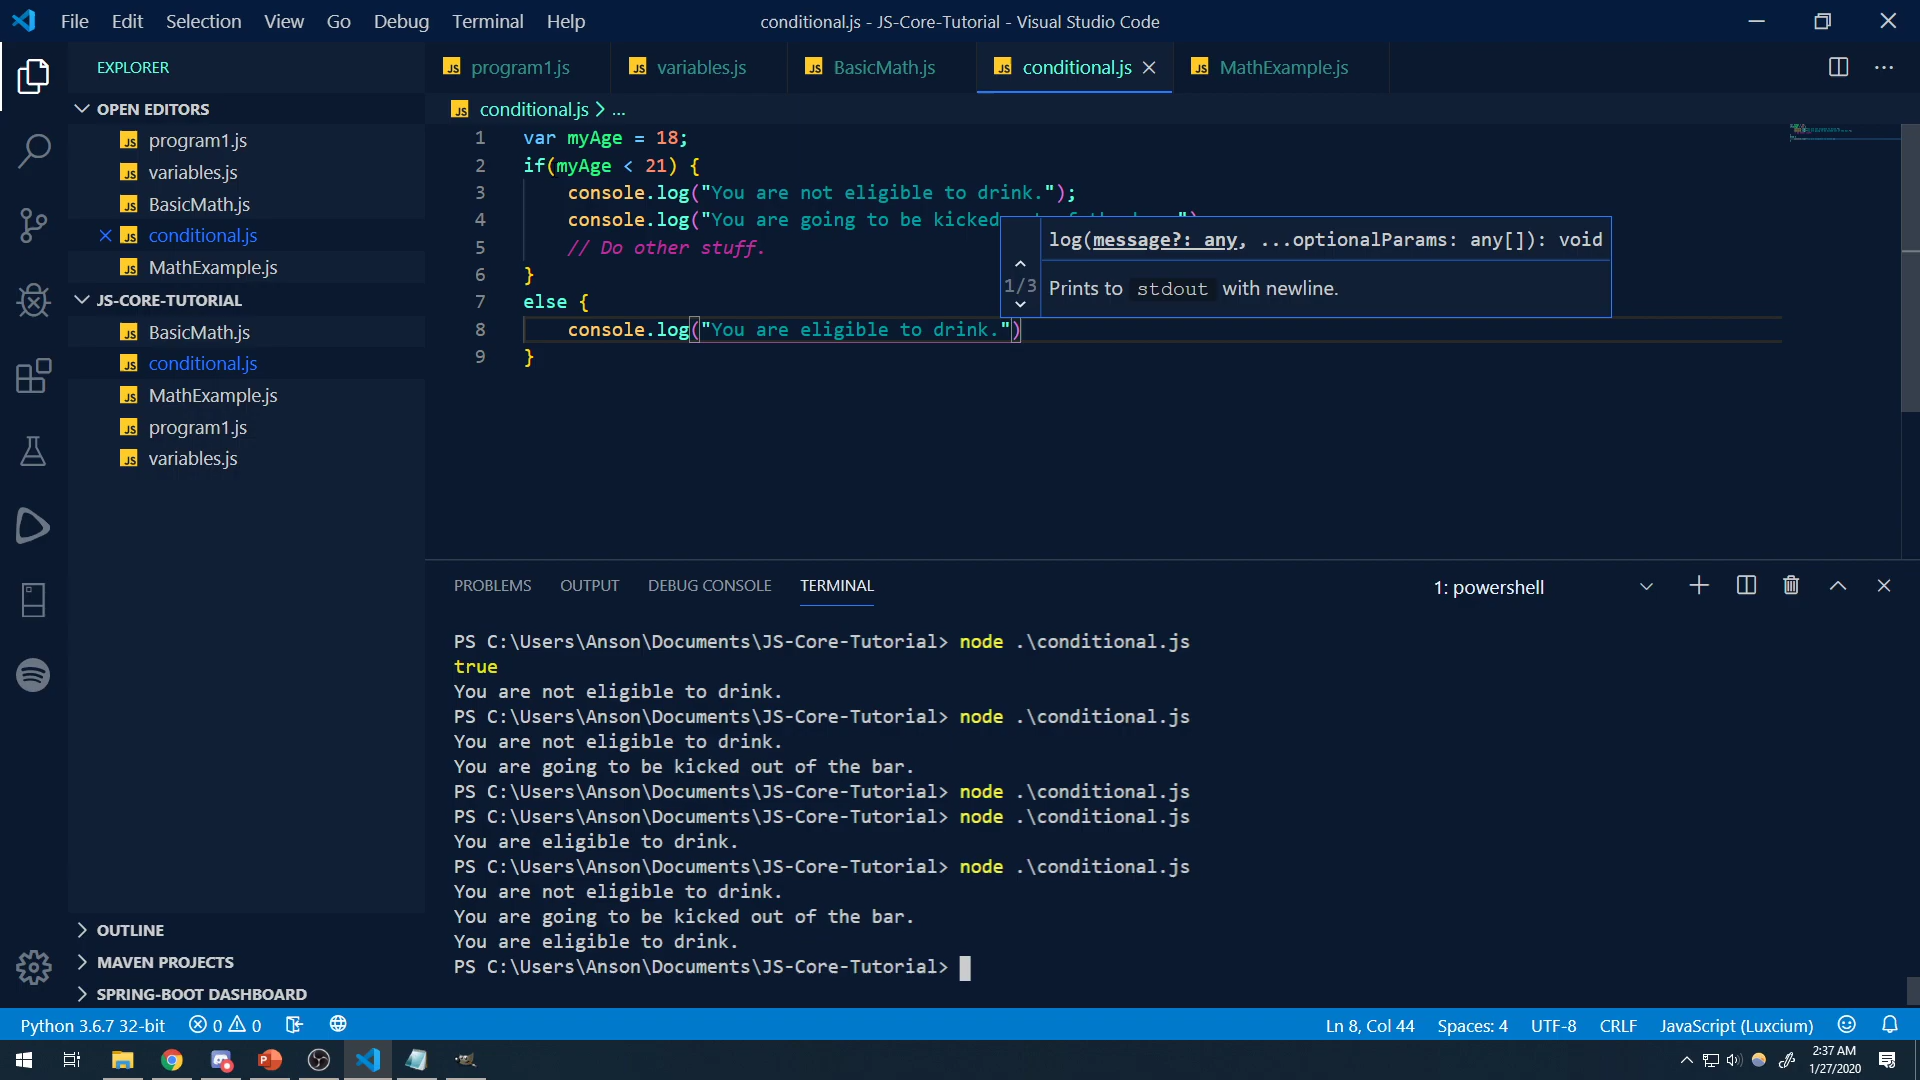 File Edit Selection View Go Debug Terminal Help
conditional.js - JS-Core-Tutorial - Visual Studio Code
EXPLORER
OPEN EDITORS
program1.js
variables.js
BasicMath.js
conditional.js
MathExample.js
JS-CORE-TUTORIAL
BasicMath.js
conditional.js
MathExample.js
program1.js
variables.js
OUTLINE
MAVEN PROJECTS
SPRING-BOOT DASHBOARD
JS program1.js JS variables.js JS BasicMath.js JS conditional.js JS MathExample.js
JS conditional.js > ...
1 var myAge = 18;
2 if(myAge < 21) {
3 console.log("You are not eligible to drink.");
4 console.log("You are going to be kicked
5 // Do other stuff.
6 }
7 else {
8 console.log("You are eligible to drink.")
9 }
log(message?: any, ...optionalParams: any[]): void
1/3
Prints to stdout with newline.
PROBLEMS OUTPUT DEBUG CONSOLE TERMINAL
1: powershell
PS C:\Users\Anson\Documents\JS-Core-Tutorial> node .\conditional.js
true
You are not eligible to drink.
PS C:\Users\Anson\Documents\JS-Core-Tutorial> node .\conditional.js
You are not eligible to drink.
You are going to be kicked out of the bar.
PS C:\Users\Anson\Documents\JS-Core-Tutorial> node .\conditional.js
PS C:\Users\Anson\Documents\JS-Core-Tutorial> node .\conditional.js
You are eligible to drink.
PS C:\Users\Anson\Documents\JS-Core-Tutorial> node .\conditional.js
You are not eligible to drink.
You are going to be kicked out of the bar.
You are eligible to drink.
PS C:\Users\Anson\Documents\JS-Core-Tutorial>
Python 3.6.7 32-bit 0 0
Ln 8, Col 44 Spaces: 4 UTF-8 CRLF JavaScript (Luxcium)
2:37 AM
1/27/2020